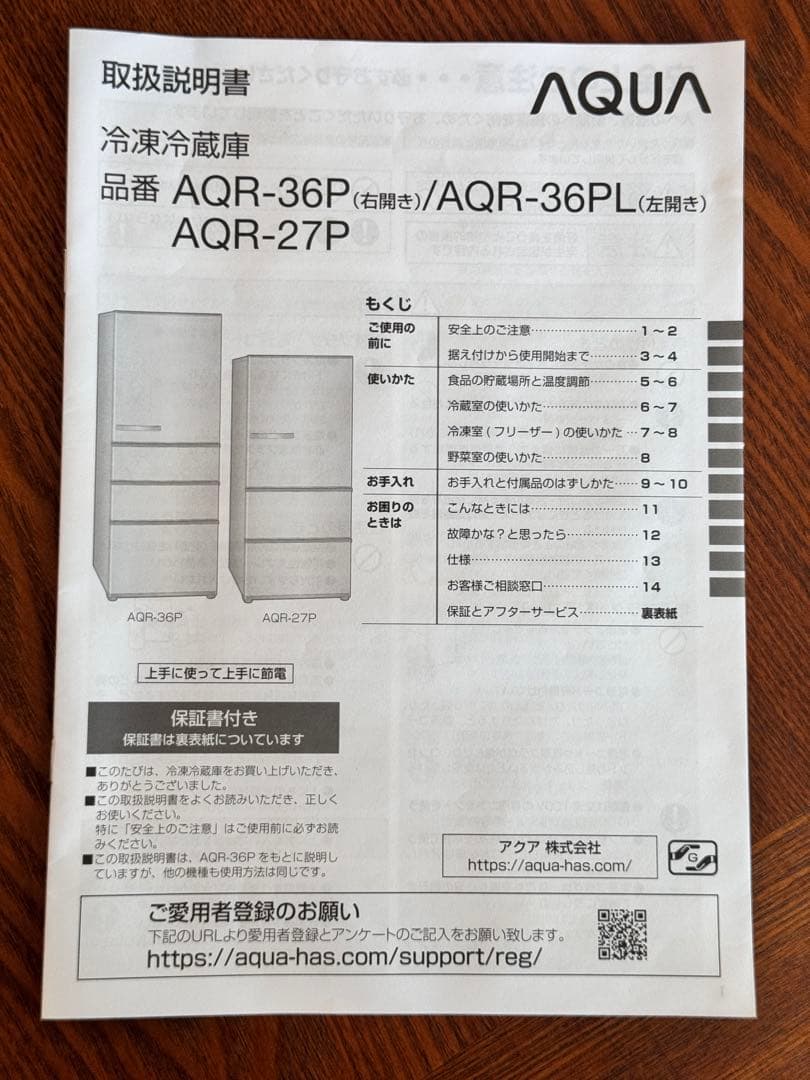 取扱説明書
AQUA
冷凍冷蔵庫
品番 AQR-36P(右開き)/AQR-36PL(左開き)
AQR-27P
もくじ
ご使用の前に
安全上のご注意 1～2
据え付けから使用開始まで 3～4
使いかた
食品の貯蔵場所と温度調節 5～6
冷蔵室の使いかた 6～7
冷凍室(フリーザー)の使いかた 7～8
野菜室の使いかた 8
お手入れ
お手入れと付属品のはずしかた 9～10
お困りのときは
こんなときには 11
故障かな?と思ったら 12
仕様 13
お客様ご相談窓口 14
保証とアフターサービス 裏表紙
AQR-36P
AQR-27P
上手に使って上手に節電
保証書付き
保証書は裏表紙についています
■このたびは、冷凍冷蔵庫をお買い上げいただき、
ありがとうございました。
■この取扱説明書をよくお読みいただき、正しく
お使いください。
特に「安全上のご注意」はご使用前に必ずお読
みください。
■この取扱説明書は、AQR-36Pをもとに説明し
ていますが、他の機種も使用方法は同じです。
アクア 株式会社
https://aqua-has.com/
G
ご愛用者登録のお願い
下記のURLより愛用者登録とアンケートのご記入をお願い致します。
https://aqua-has.com/support/reg/